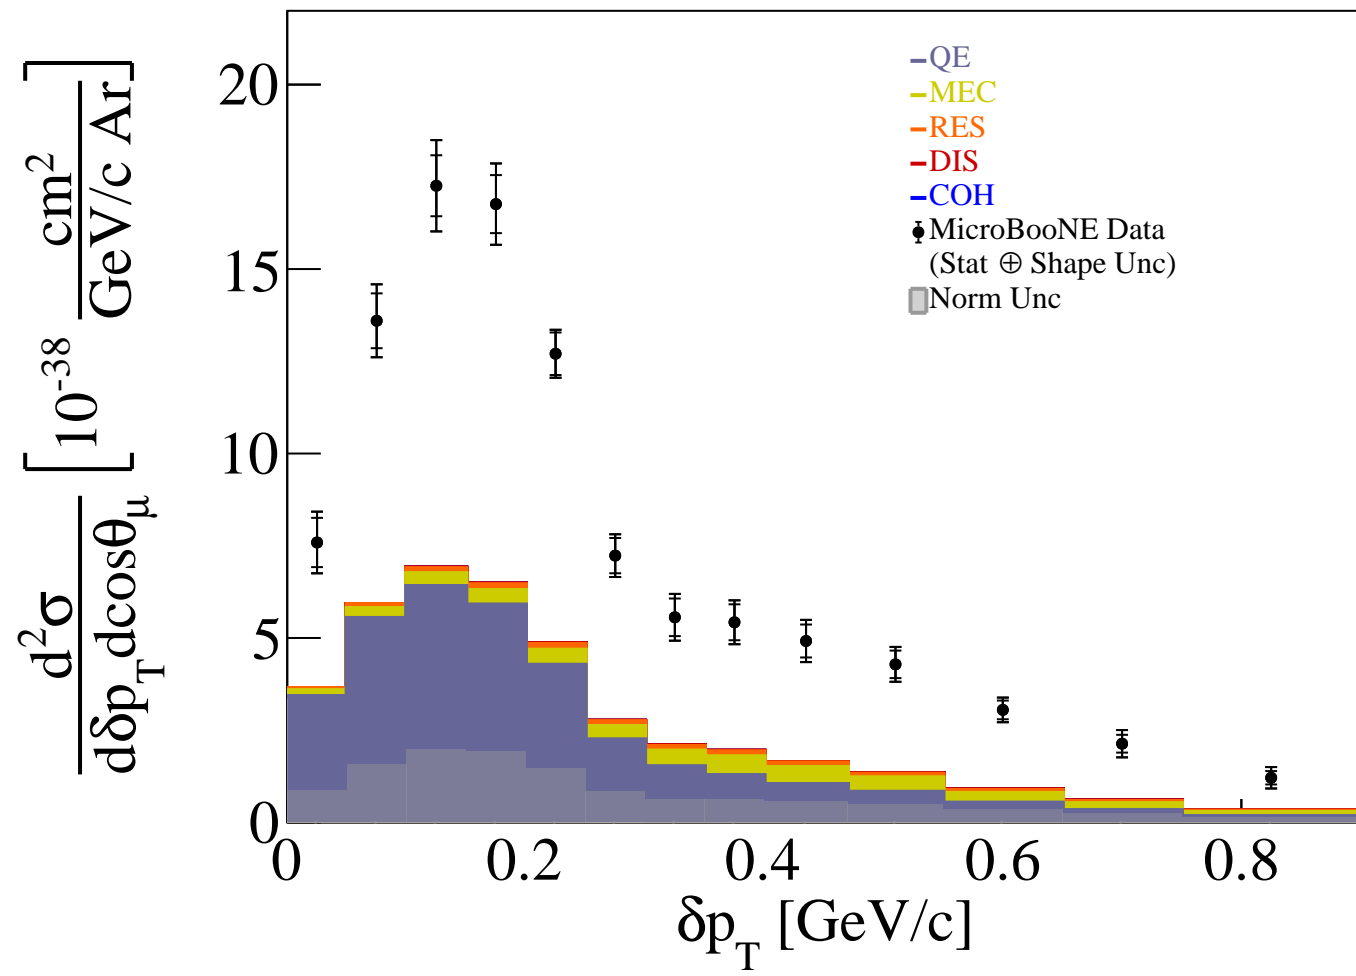 d²σ / dδp_T dcosθ_μ [10⁻³⁸ cm² / GeV/c Ar]
20
15
10
5
0
QE
MEC
RES
DIS
COH
MicroBooNE Data
(Stat ⊕ Shape Unc)
Norm Unc
0 0.2 0.4 0.6 0.8
δp_T [GeV/c]